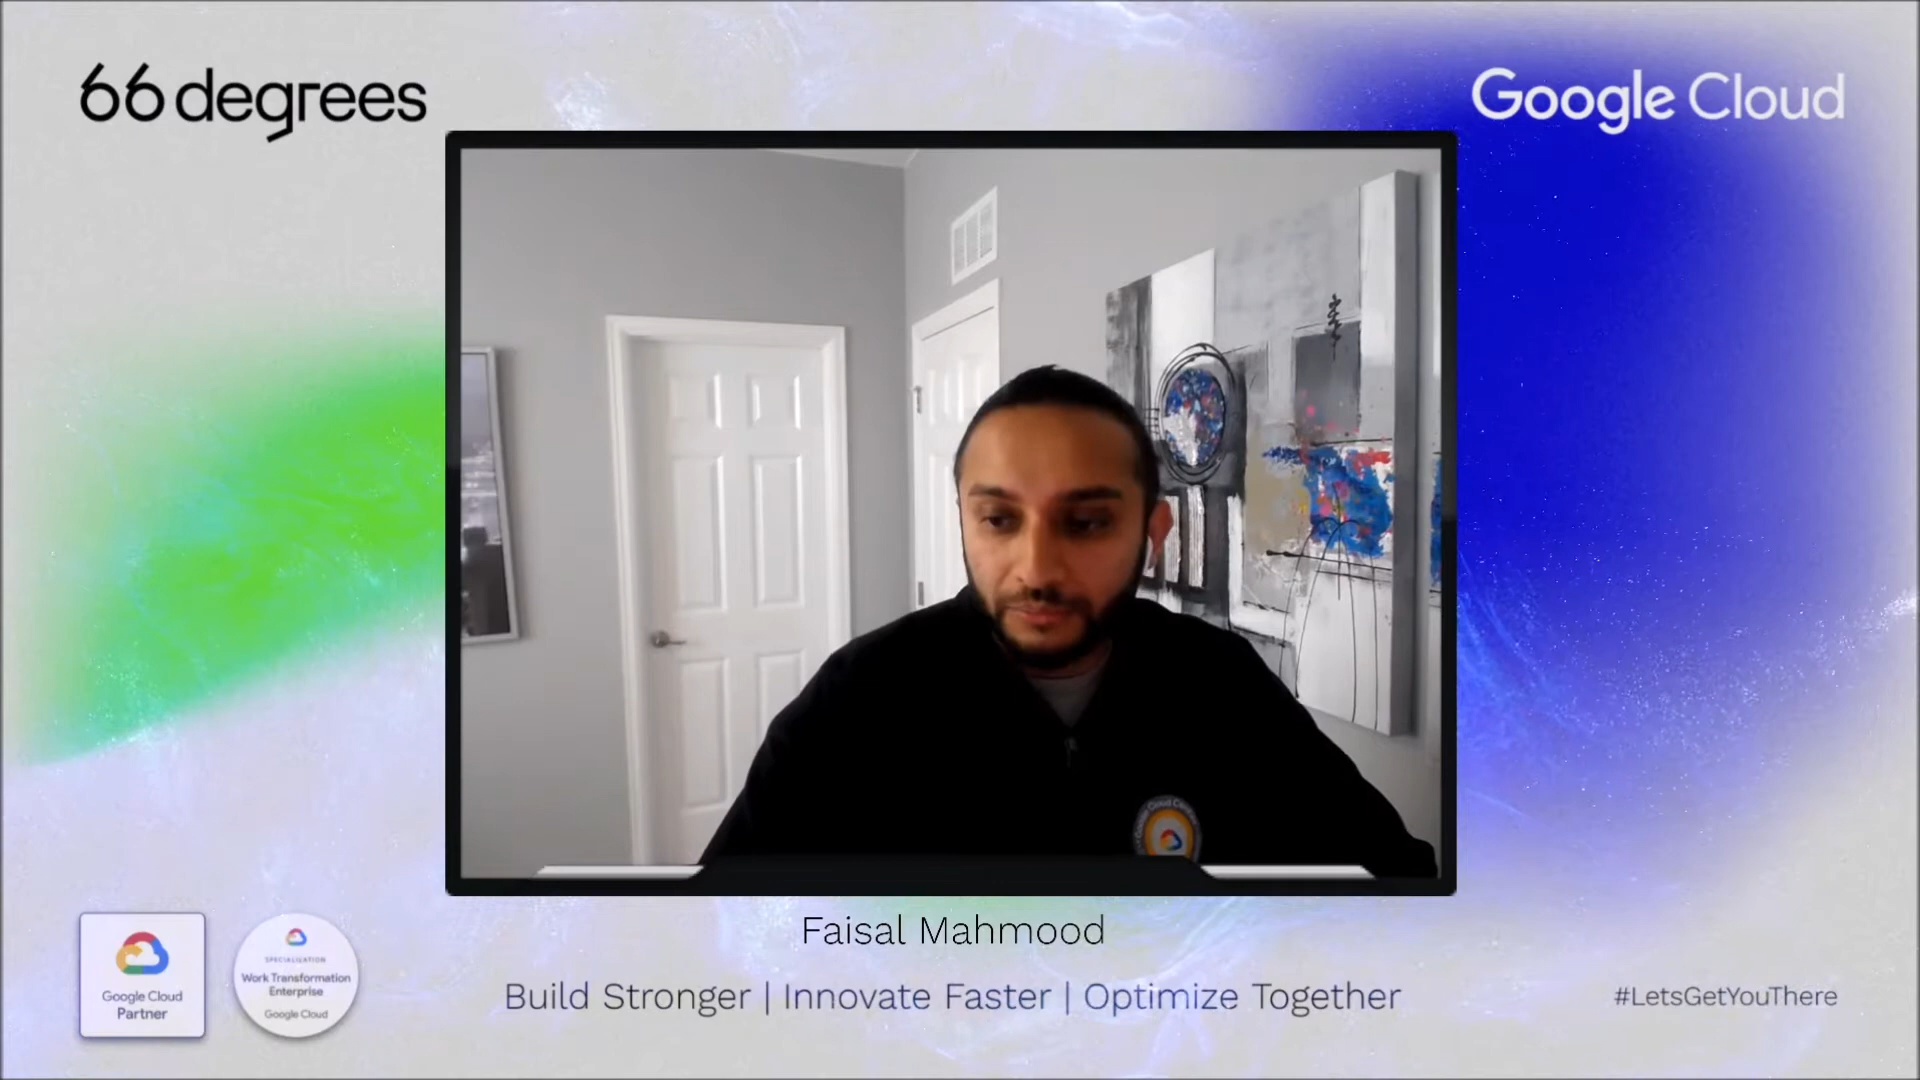 66degrees
Google Cloud
Faisal Mahmood
Build Stronger | Innovate Faster | Optimize Together
#LetsGetYouThere
Google Cloud
Partner
SPECIALIZATION
Work Transformation
Enterprise
Google Cloud